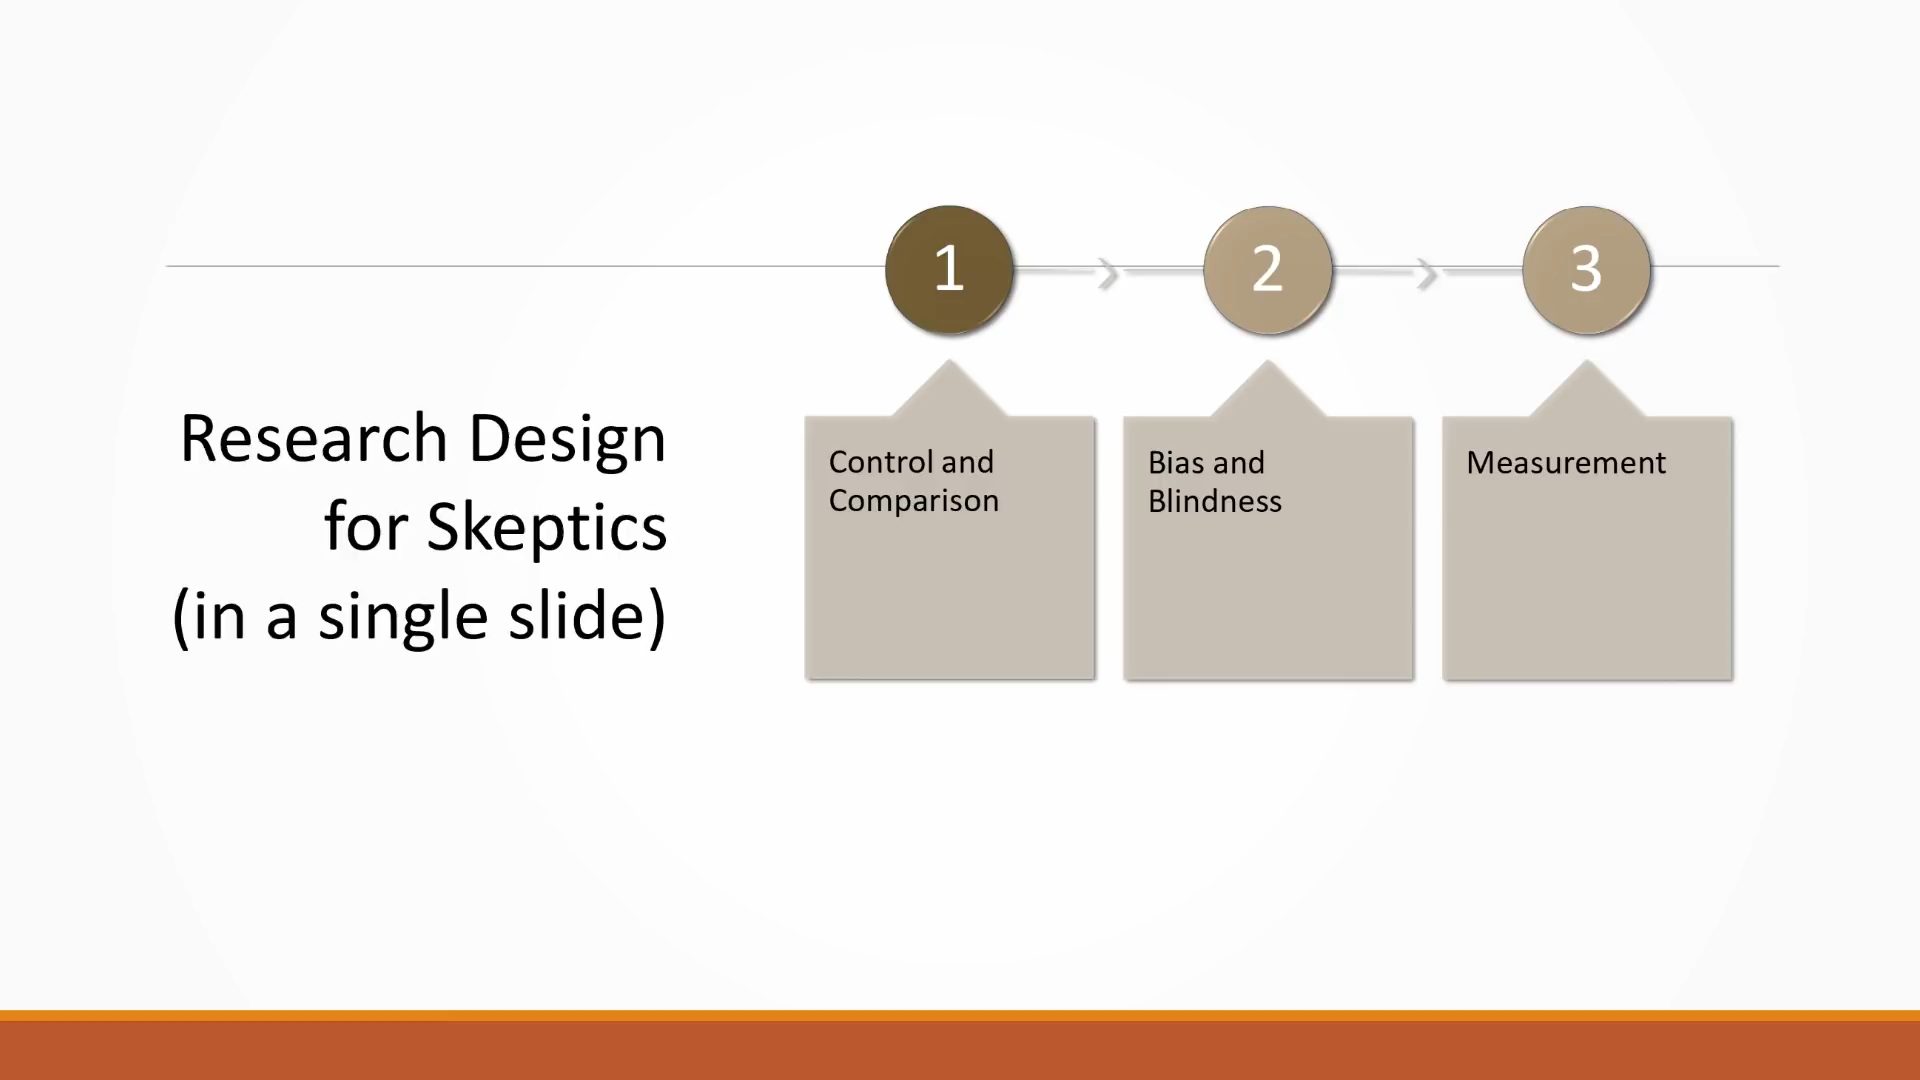 Research Design
for Skeptics
(in a single slide)
1
Control and
Comparison
2
Bias and
Blindness
3
Measurement